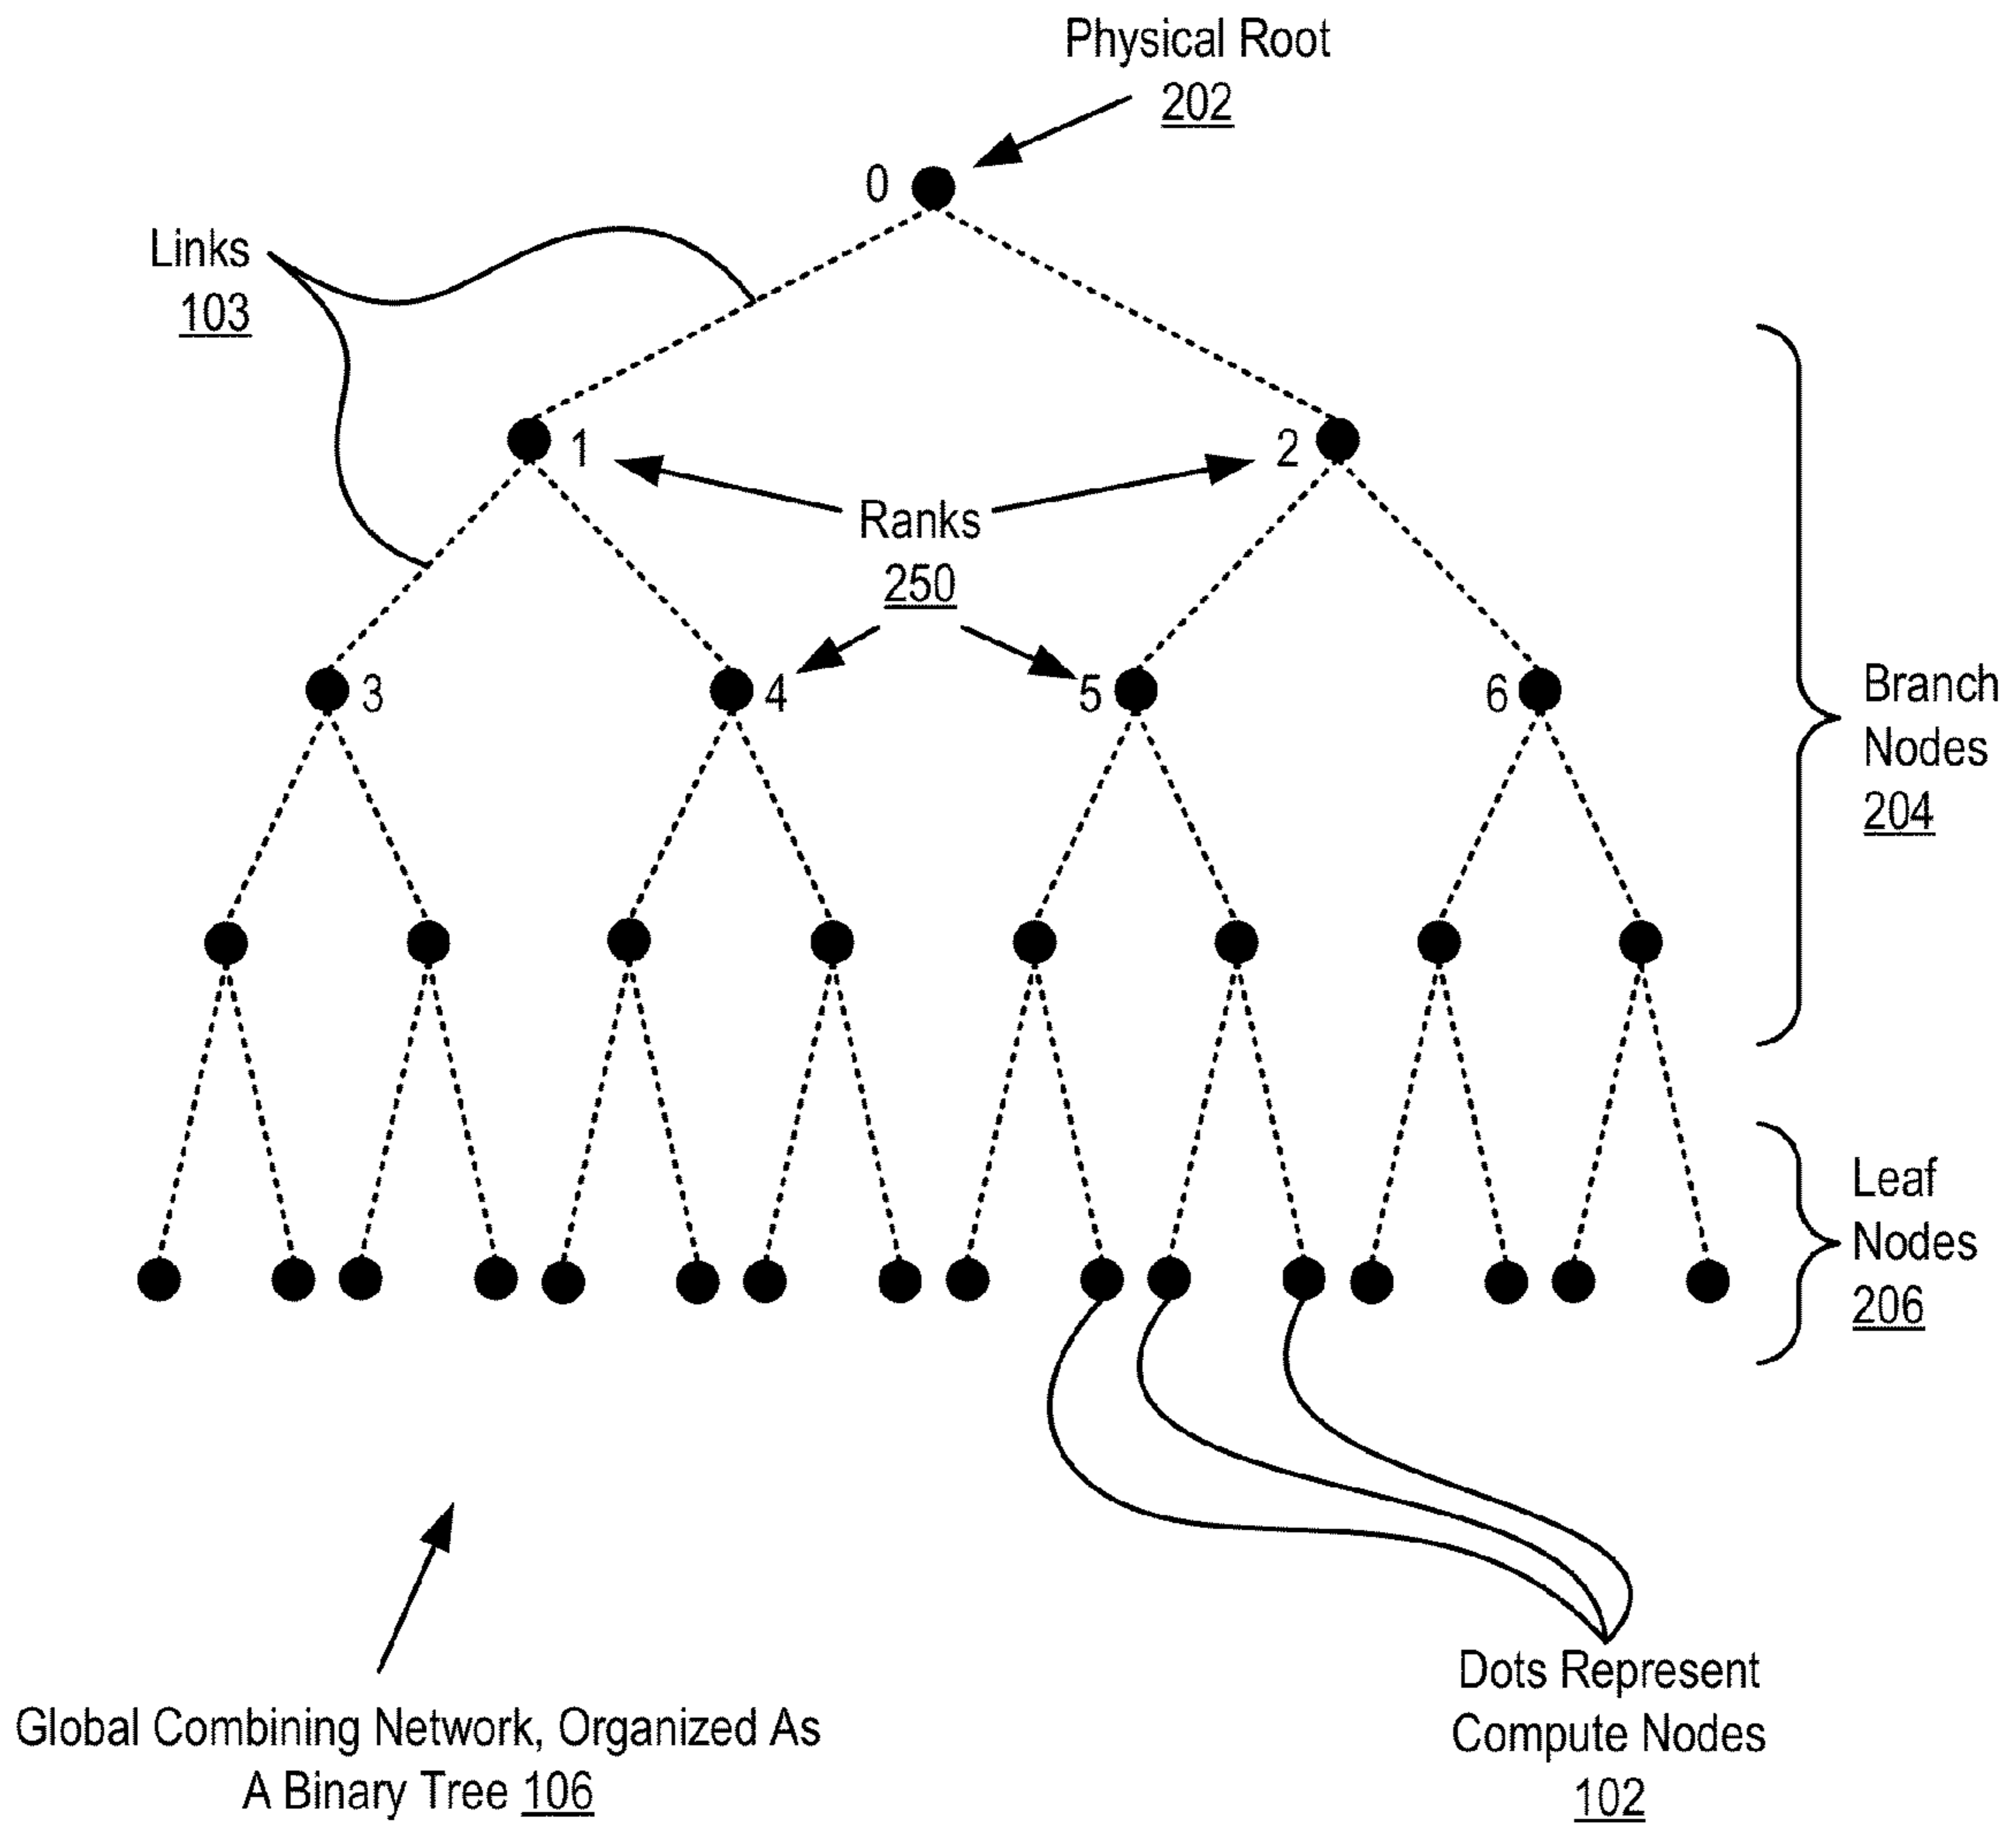 Physical Root
202
0
Links
103
1
2
Ranks
250
3
4
5
6
Branch
Nodes
204
Leaf
Nodes
206
Dots Represent
Compute Nodes
102
Global Combining Network, Organized As
A Binary Tree 106